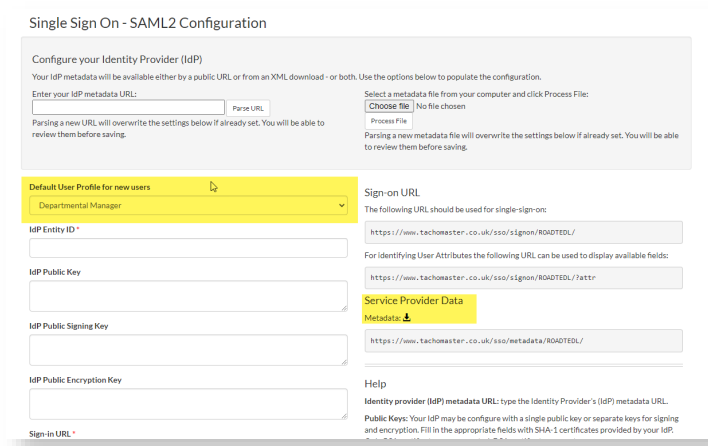 Single Sign On - SAML2 Configuration
Configure your Identity Provider (IdP)
Your IdP metadata will be available either by a public URL or from an XML download - or both. Use the options below to populate the configuration.
Enter your IdP metadata URL:
Parse URL
Parsing a new URL will overwrite the settings below if already set. You will be able to
review them before saving.
Select a metadata file from your computer and click Process File:
Choose file No file chosen
Process File
Parsing a new metadata file will overwrite the settings below if already set. You will be able
to review them before saving.
Default User Profile for new users
Departmental Manager
IdP Entity ID *
IdP Public Key
IdP Public Signing Key
IdP Public Encryption Key
Sign-in URL *
Sign-on URL
The following URL should be used for single-sign-on:
https://www.tachomaster.co.uk/sso/signon/ROADTEDL/
For identifying User Attributes the following URL can be used to display available fields:
https://www.tachomaster.co.uk/sso/signon/ROADTEDL/?attr
Service Provider Data
Metadata:
https://www.tachomaster.co.uk/sso/metadata/ROADTEDL/
Help
Identity provider (IdP) metadata URL: type the Identity Provider's (IdP) metadata URL.
Public Keys: Your IdP may be configure with a single public key or separate keys for signing
and encryption. Fill in the appropriate fields with SHA-1 certificates provided by your IdP.